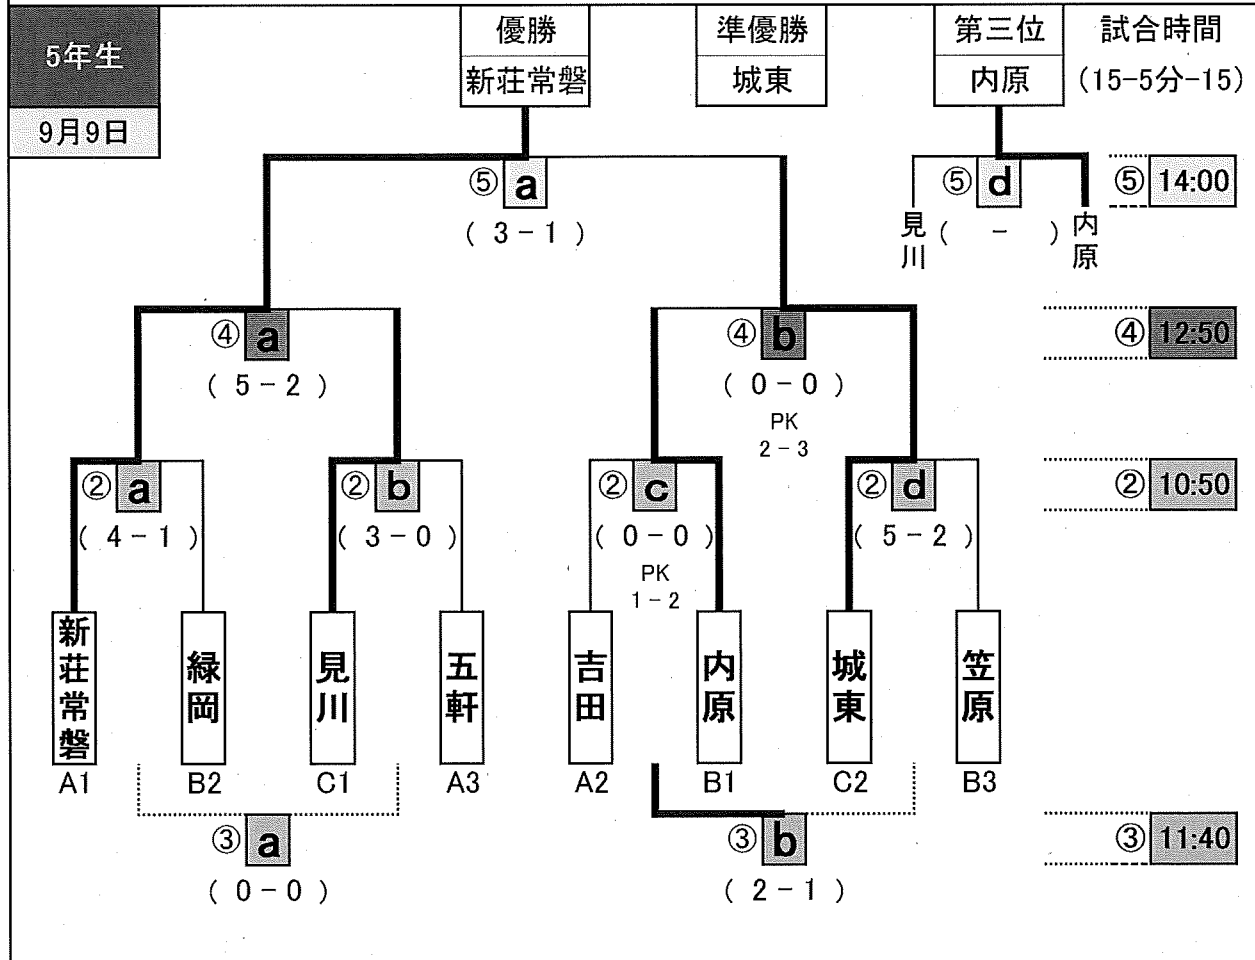 5年生
9月9日
優勝
新荘常磐
準優勝
城東
第三位
内原
試合時間
(15-5分-15)
⑤ a
( 3 - 1 )
⑤ d
見川
( - )
内原
⑤ 14:00
④ a
( 5 - 2 )
④ b
( 0 - 0 )
PK
2 - 3
④ 12:50
② a
( 4 - 1 )
② b
( 3 - 0 )
② c
( 0 - 0 )
PK
1 - 2
② d
( 5 - 2 )
② 10:50
新荘常磐
緑岡
見川
五軒
吉田
内原
城東
笠原
A1
B2
C1
A3
A2
B1
C2
B3
③ a
( 0 - 0 )
③ b
( 2 - 1 )
③ 11:40